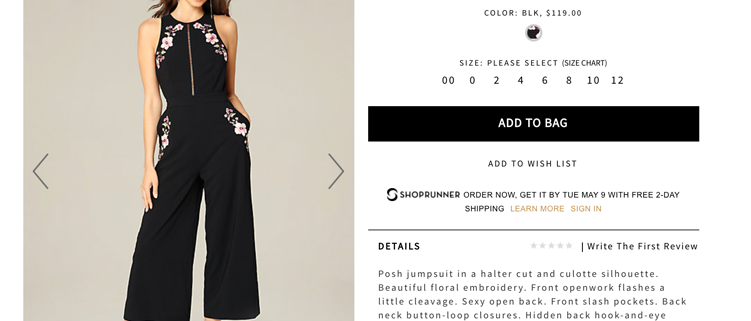 COLOR: BLK, $119.00
SIZE: PLEASE SELECT (SIZE CHART)
00 0 2 4 6 8 10 12
ADD TO BAG
ADD TO WISH LIST
SHOPRUNNER ORDER NOW, GET IT BY TUE MAY 9 WITH FREE 2-DAY
SHIPPING LEARN MORE SIGN IN
DETAILS | Write The First Review
Posh jumpsuit in a halter cut and culotte silhouette.
Beautiful floral embroidery. Front openwork flashes a
little cleavage. Sexy open back. Front slash pockets. Back
neck button-loop closures. Hidden back hook-and-eye